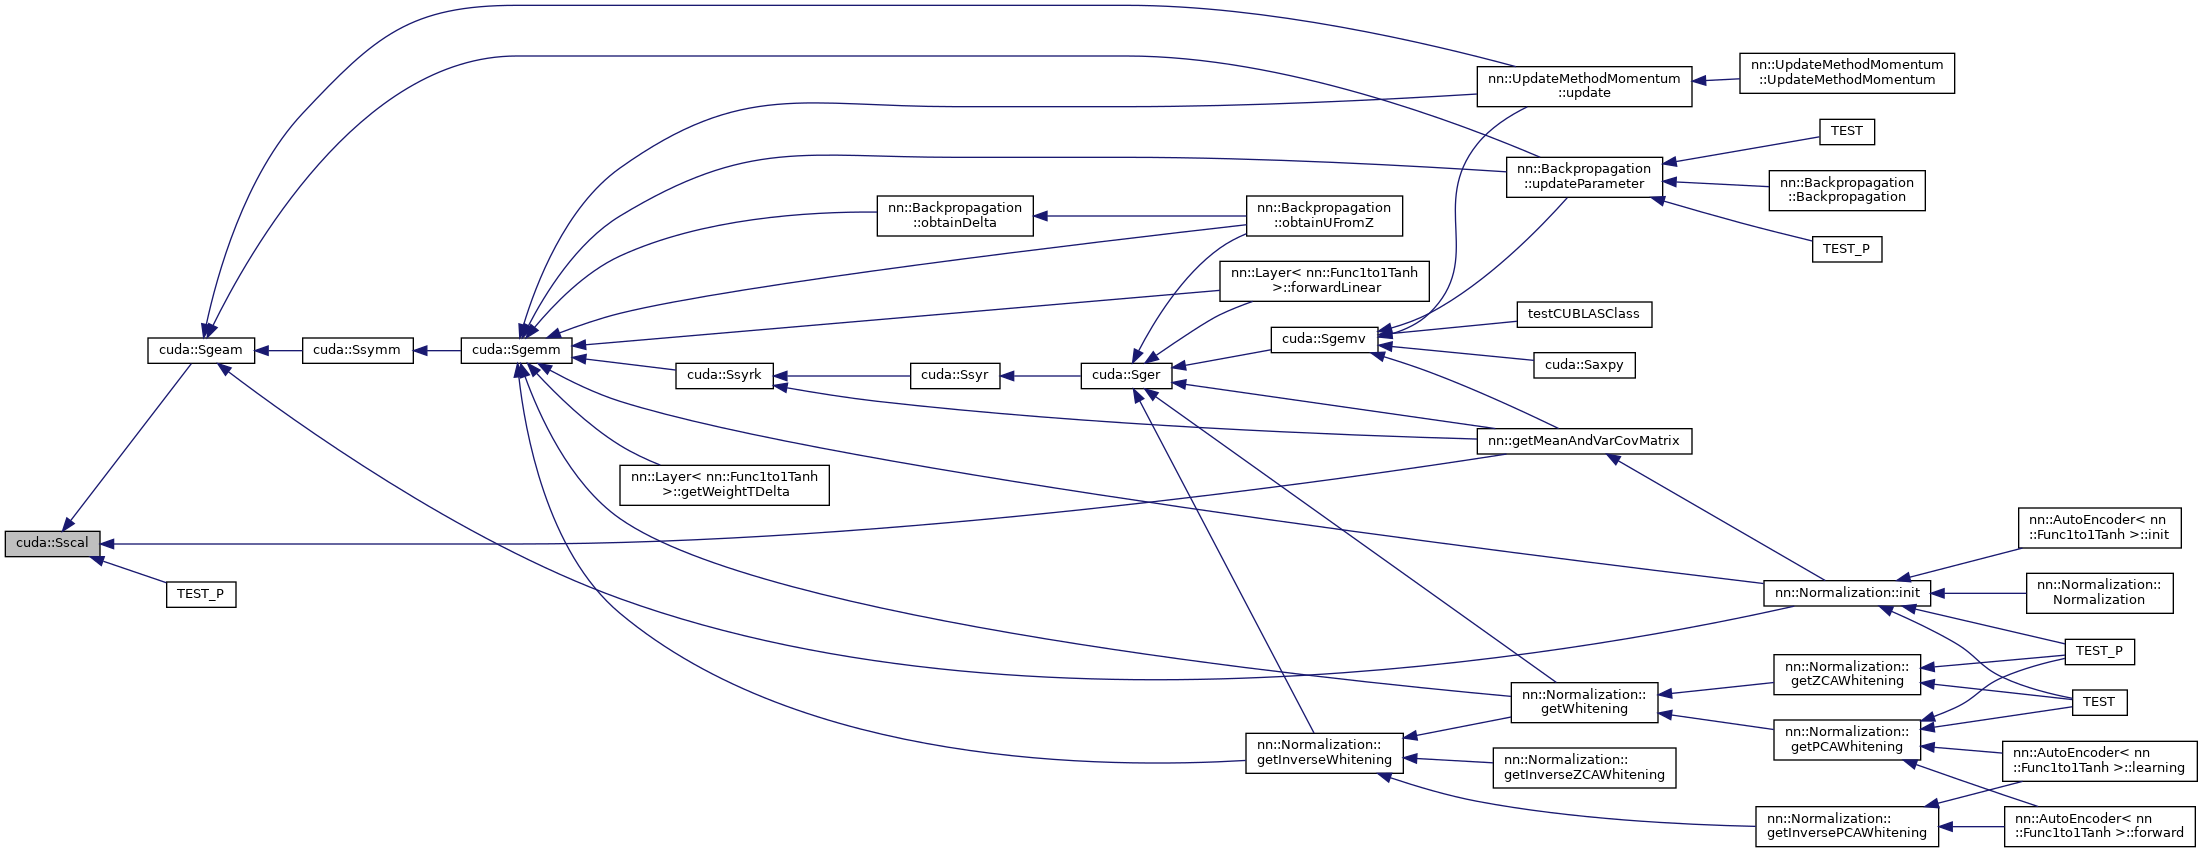 nn::UpdateMethodMomentum
::UpdateMethodMomentum
nn::UpdateMethodMomentum
::update
TEST
nn::Backpropagation
::updateParameter
nn::Backpropagation
::Backpropagation
TEST_P
nn::Backpropagation
::obtainDelta
nn::Backpropagation
::obtainUFromZ
nn::Layer< nn::Func1to1Tanh
>::forwardLinear
testCUBLASClass
cuda::Sgeam
cuda::Ssymm
cuda::Sgemm
cuda::Sgemv
cuda::Saxpy
cuda::Ssyrk
cuda::Ssyr
cuda::Sger
nn::getMeanAndVarCovMatrix
nn::Layer< nn::Func1to1Tanh
>::getWeightTDelta
cuda::Sscal
TEST_P
nn::AutoEncoder< nn
::Func1to1Tanh >::init
nn::Normalization::init
nn::Normalization::
Normalization
TEST_P
nn::Normalization::
getZCAWhitening
TEST
nn::Normalization::
getWhitening
nn::Normalization::
getPCAWhitening
nn::Normalization::
getInverseWhitening
nn::Normalization::
getInverseZCAWhitening
nn::AutoEncoder< nn
::Func1to1Tanh >::learning
nn::Normalization::
getInversePCAWhitening
nn::AutoEncoder< nn
::Func1to1Tanh >::forward